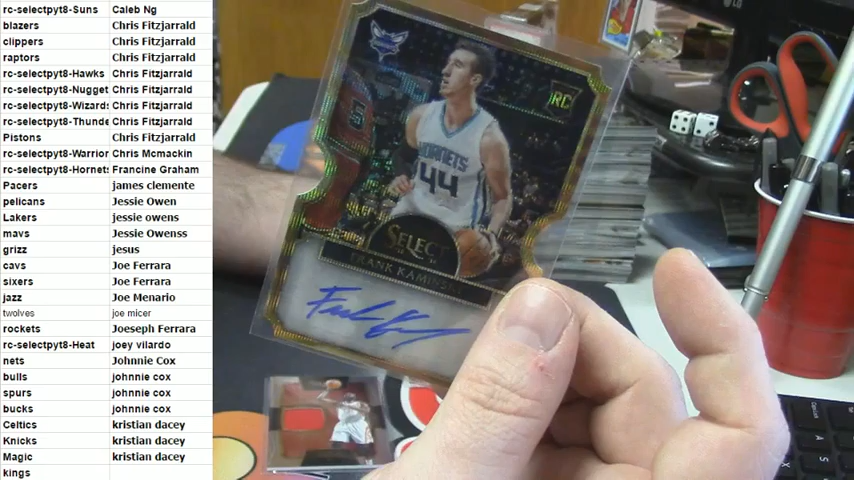 rc-selectpyt8-Suns Caleb Ng
blazers Chris Fitzjarrald
clippers Chris Fitzjarrald
raptors Chris Fitzjarrald
rc-selectpyt8-Hawks Chris Fitzjarrald
rc-selectpyt8-Nugget Chris Fitzjarrald
rc-selectpyt8-Wizard: Chris Fitzjarrald
rc-selectpyt8-Thunde Chris Fitzjarrald
Pistons Chris Fitzjarrald
rc-selectpyt8-Warrior Chris Mcmackin
rc-selectpyt8-Hornet: Francine Graham
Pacers james clemente
pelicans Jessie Owen
Lakers jessie owens
mavs Jessie Owenss
grizz jesus
cavs Joe Ferrara
sixers Joe Ferrara
jazz Joe Menario
twolves joe micer
rockets Joeseph Ferrara
rc-selectpyt8-Heat joey vilardo
nets Johnnie Cox
bulls johnnie cox
spurs johnnie cox
bucks johnnie cox
Celtics kristian dacey
Knicks kristian dacey
Magic kristian dacey
kings
RC
HORNETS
44
SELECT
FRANK KAMINSKY
LG